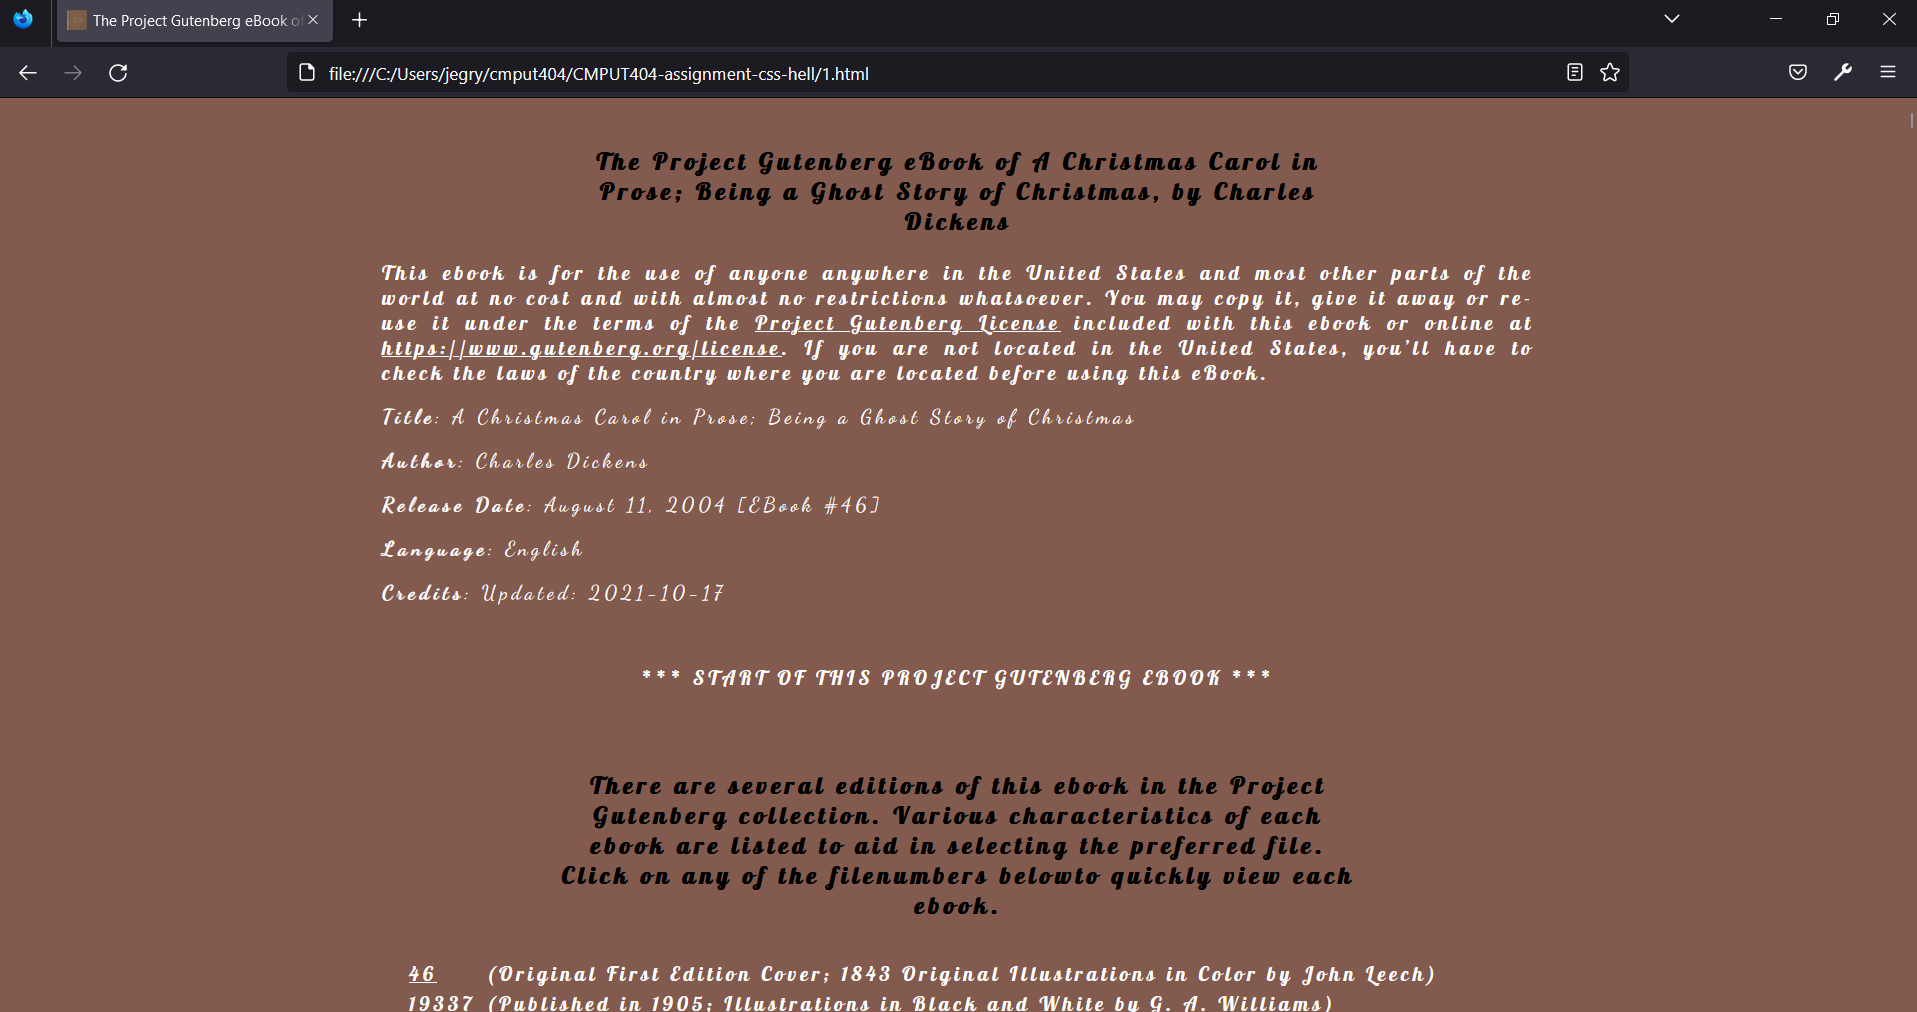 The Project Gutenberg eBook of
file:///C:/Users/jegry/cmput404/CMPUT404-assignment-css-hell/1.html
The Project Gutenberg eBook of A Christmas Carol in
Prose; Being a Ghost Story of Christmas, by Charles
Dickens
This ebook is for the use of anyone anywhere in the United States and most other parts of the
world at no cost and with almost no restrictions whatsoever. You may copy it, give it away or re-
use it under the terms of the Project Gutenberg License included with this ebook or online at
https://www.gutenberg.org/license. If you are not located in the United States, you’ll have to
check the laws of the country where you are located before using this eBook.
Title: A Christmas Carol in Prose; Being a Ghost Story of Christmas
Author: Charles Dickens
Release Date: August 11, 2004 [EBook #46]
Language: English
Credits: Updated: 2021-10-17
*** START OF THIS PROJECT GUTENBERG EBOOK ***
There are several editions of this ebook in the Project
Gutenberg collection. Various characteristics of each
ebook are listed to aid in selecting the preferred file.
Click on any of the filenumbers belowto quickly view each
ebook.
46 (Original First Edition Cover; 1843 Original Illustrations in Color by John Leech)
19337 (Published in 1905; Illustrations in Black and White by G. A. Williams)